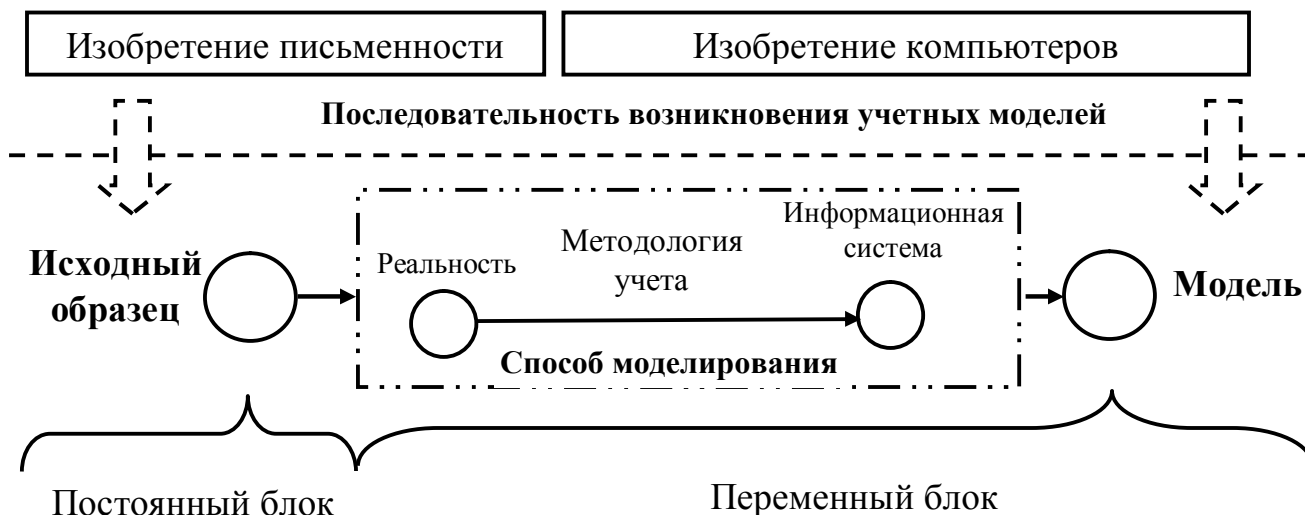 Изобретение письменности
Изобретение компьютеров
Последовательность возникновения учетных моделей
Исходный
образец
Реальность
Методология
учета
Информационная
система
Способ моделирования
Модель
Постоянный блок
Переменный блок